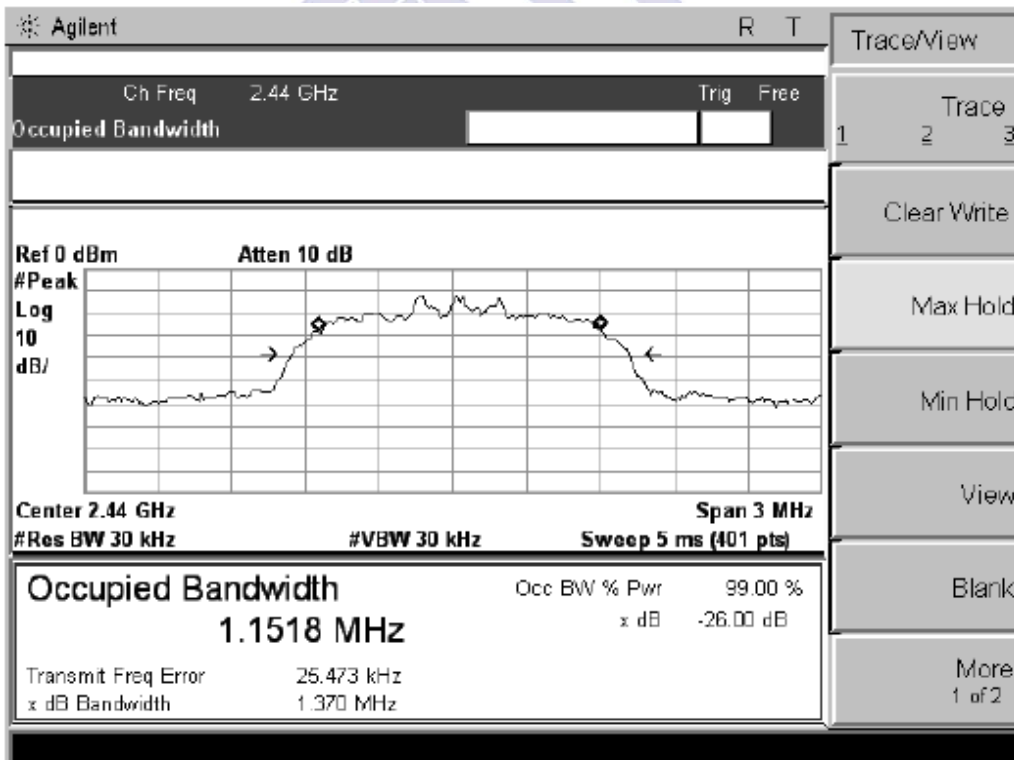 Agilent R T
Trace/View
Ch Freq 2.44 GHz Trig Free
Occupied Bandwidth
Trace
1 2 3
Clear Write
Ref 0 dBm Atten 10 dB
#Peak
Log
10
dB/
Max Hold
Min Hold
View
Center 2.44 GHz Span 3 MHz
#Res BW 30 kHz #VBW 30 kHz Sweep 5 ms (401 pts)
Occupied Bandwidth
1.1518 MHz
Occ BW % Pwr 99.00 %
x dB -26.00 dB
Transmit Freq Error 25.473 kHz
x dB Bandwidth 1.370 MHz
Blank
More
1 of 2